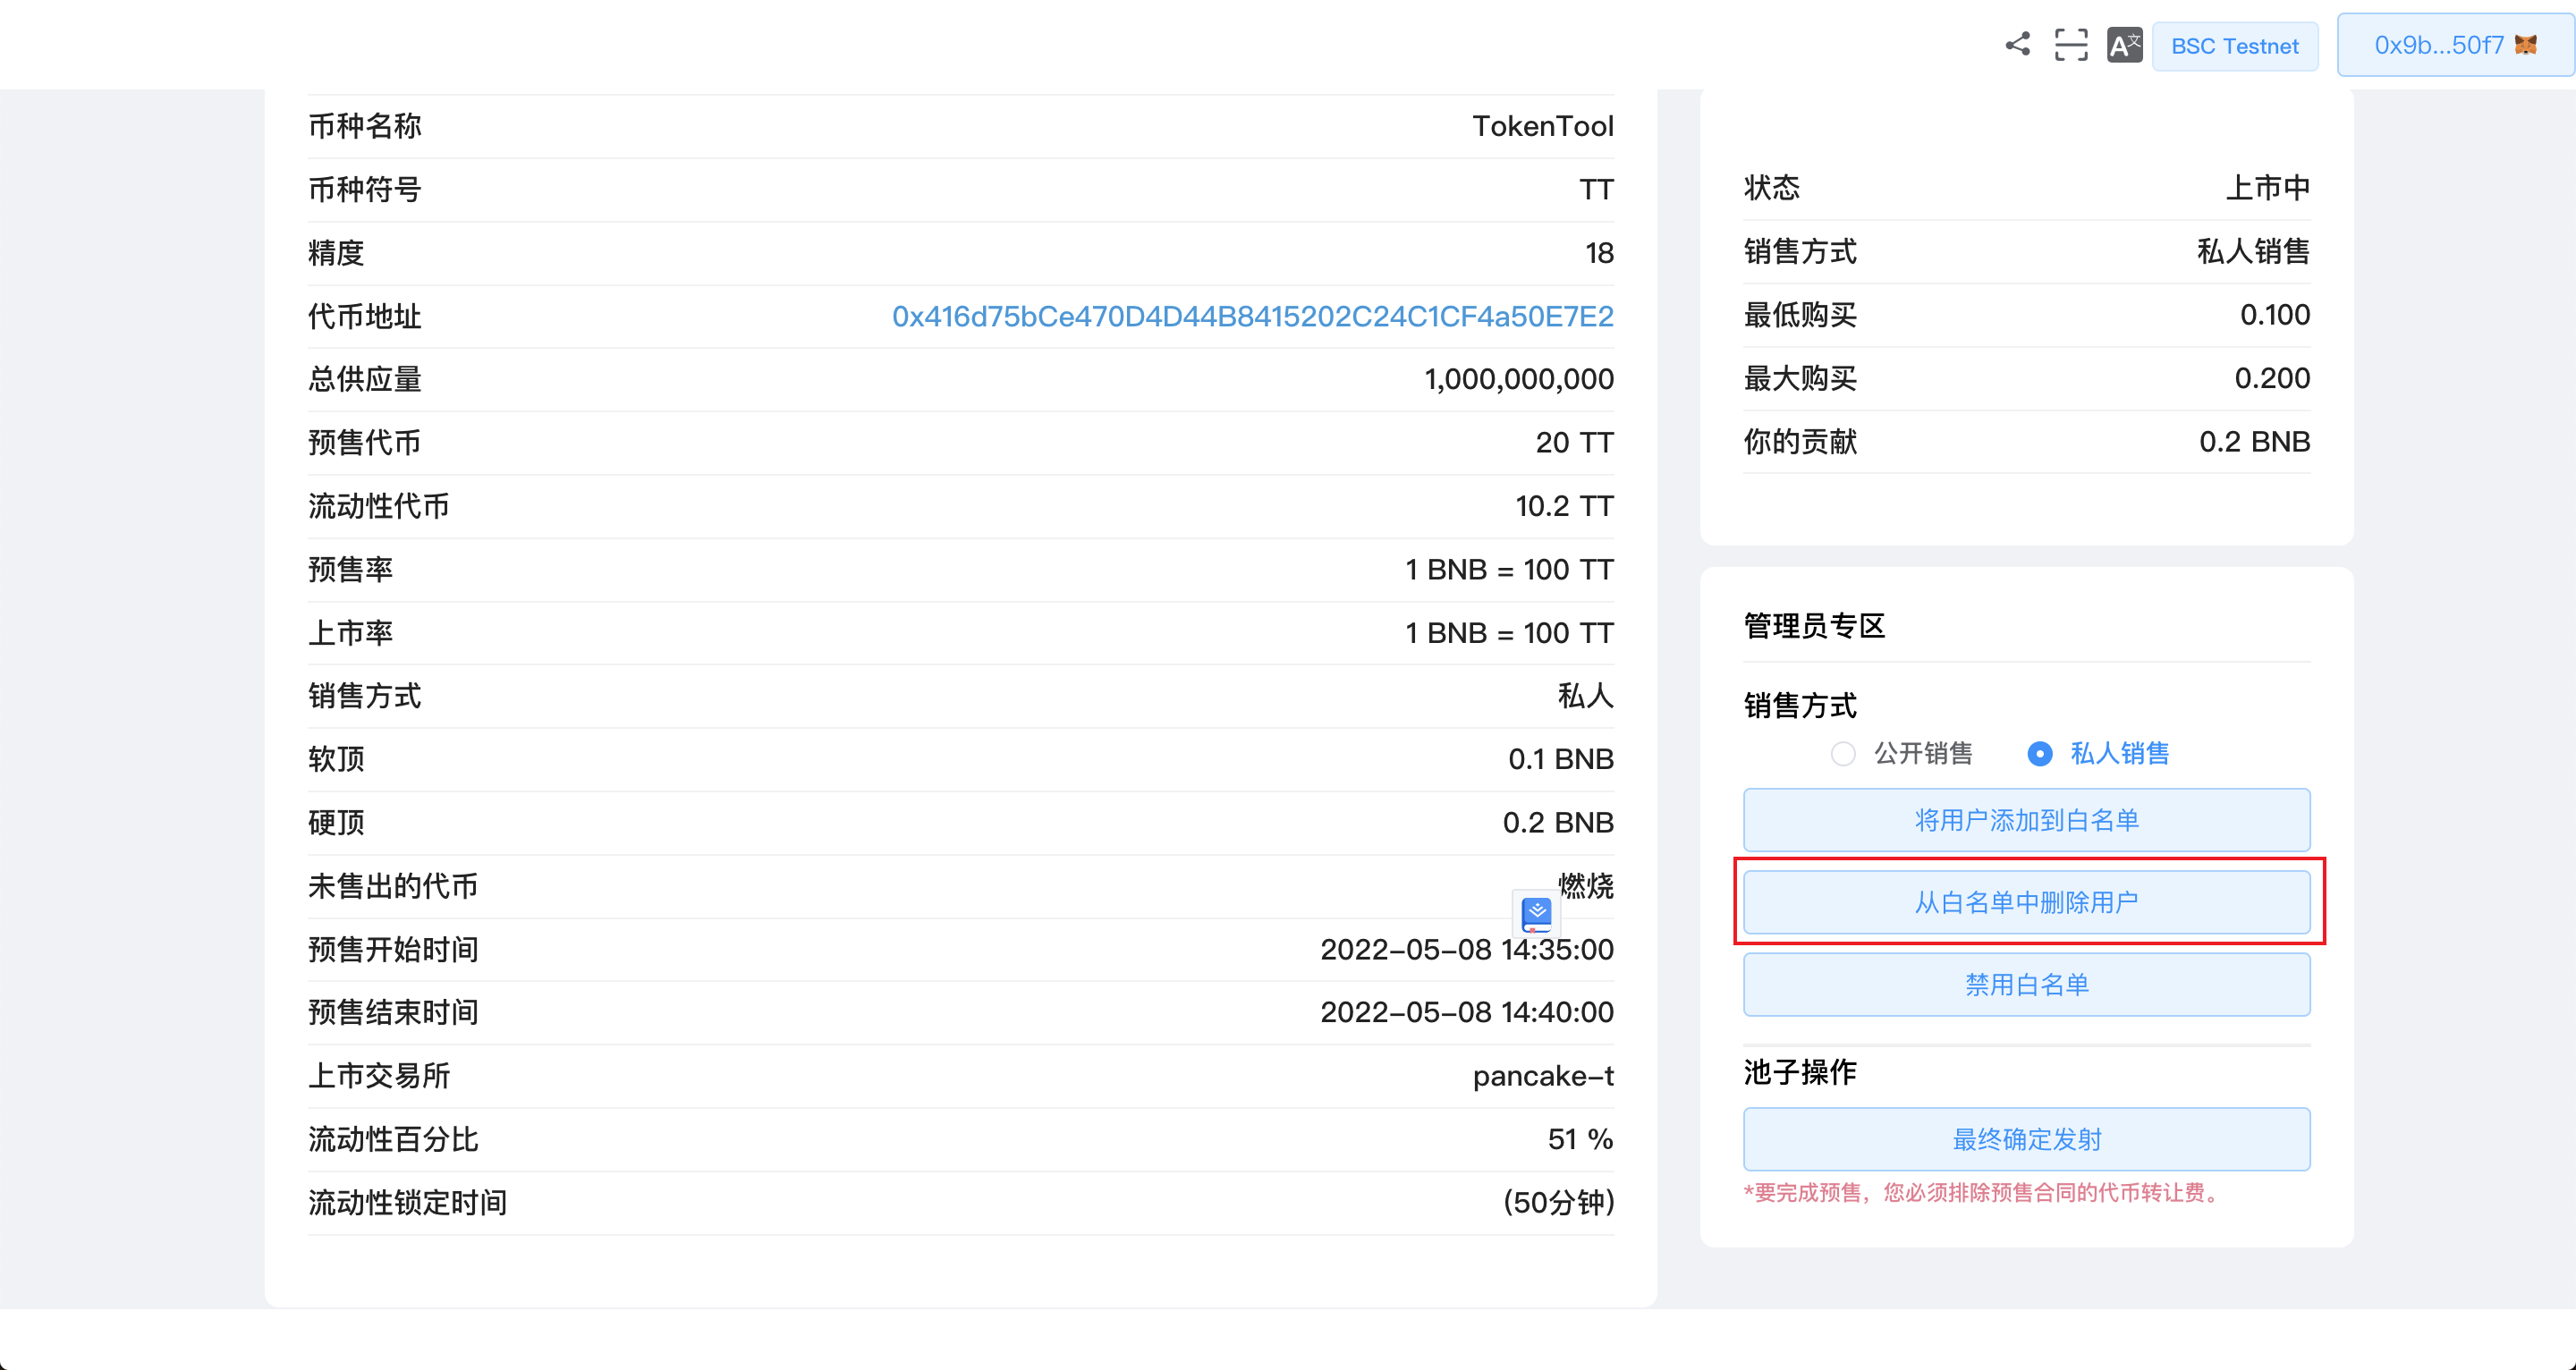 BSC Testnet
0x9b...50f7
币种名称 TokenTool
币种符号 TT
精度 18
代币地址 0x416d75bCe470D4D44B8415202C24C1CF4a50E7E2
总供应量 1,000,000,000
预售代币 20 TT
流动性代币 10.2 TT
预售率 1 BNB = 100 TT
上市率 1 BNB = 100 TT
销售方式 私人
软顶 0.1 BNB
硬顶 0.2 BNB
未售出的代币 燃烧
预售开始时间 2022-05-08 14:35:00
预售结束时间 2022-05-08 14:40:00
上市交易所 pancake-t
流动性百分比 51 %
流动性锁定时间 (50分钟)
状态 上市中
销售方式 私人销售
最低购买 0.100
最大购买 0.200
你的贡献 0.2 BNB
管理员专区
销售方式
公开销售 私人销售
将用户添加到白名单
从白名单中删除用户
禁用白名单
池子操作
最终确定发射
*要完成预售，您必须排除预售合同的代币转让费。